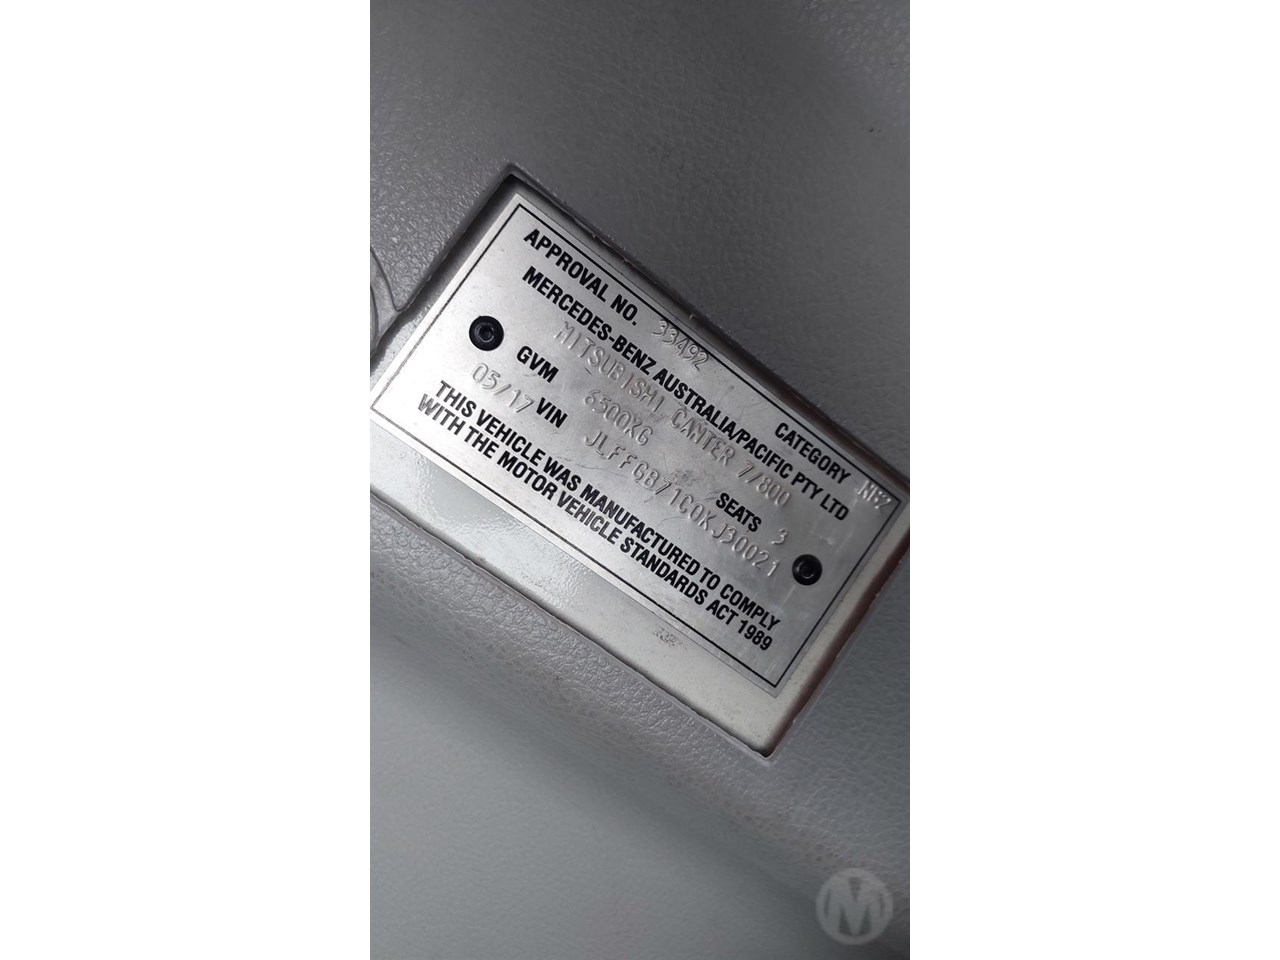 APPROVAL NO. 33492 CATEGORY NB2
MERCEDES-BENZ AUSTRALIA/PACIFIC PTY LTD
MITSUBISHI CANTER 7/800
GVM 6500KG SEATS 3
05/17 VIN JLFFGB71C0KJ30021
THIS VEHICLE WAS MANUFACTURED TO COMPLY
WITH THE MOTOR VEHICLE STANDARDS ACT 1989
M